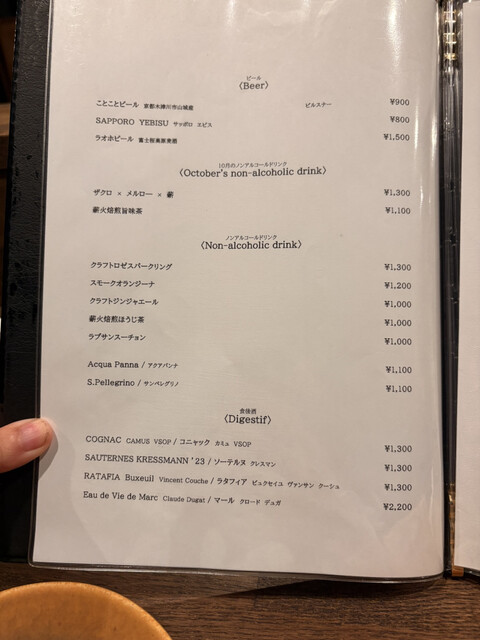 ビール
〈Beer〉
ことことビール 京都木津川市山城産 ピルスナー ¥900
SAPPORO YEBISU サッポロ ヱビス ¥800
ラオホビール 富士桜高原麦酒 ¥1,500
10月のノンアルコールドリンク
〈October's non-alcoholic drink〉
ザクロ × メルロー × 薪 ¥1,300
薪火焙煎旨味茶 ¥1,100
ノンアルコールドリンク
〈Non-alcoholic drink〉
クラフトロゼスパークリング ¥1,300
スモークオランジーナ ¥1,200
クラフトジンジャエール ¥1,000
薪火焙煎ほうじ茶 ¥1,000
ラプサンスーチョン ¥1,000
Acqua Panna / アクアパンナ ¥1,100
S.Pellegrino / サンペレグリノ ¥1,100
食後酒
〈Digestif〉
COGNAC CAMUS VSOP / コニャック カミュ VSOP ¥1,300
SAUTERNES KRESSMANN '23 / ソーテルヌ クレスマン ¥1,300
RATAFIA Buxeuil Vincent Couche / ラタフィア ビュクセイユ ヴァンサン クーシュ ¥1,300
Eau de Vie de Marc Claude Dugat / マール クロード デュガ ¥2,200